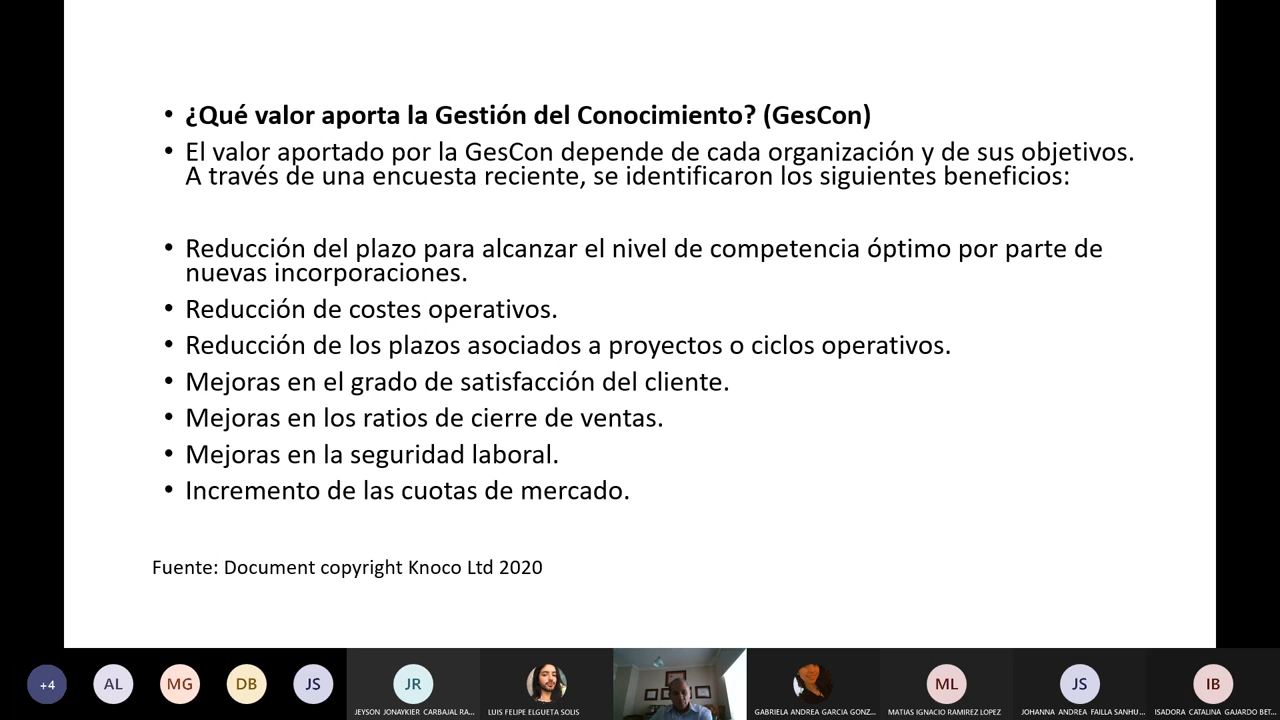 • ¿Qué valor aporta la Gestión del Conocimiento? (GesCon)
• El valor aportado por la GesCon depende de cada organización y de sus objetivos.
A través de una encuesta reciente, se identificaron los siguientes beneficios:
• Reducción del plazo para alcanzar el nivel de competencia óptimo por parte de
nuevas incorporaciones.
• Reducción de costes operativos.
• Reducción de los plazos asociados a proyectos o ciclos operativos.
• Mejoras en el grado de satisfacción del cliente.
• Mejoras en los ratios de cierre de ventas.
• Mejoras en la seguridad laboral.
• Incremento de las cuotas de mercado.
Fuente: Document copyright Knoco Ltd 2020
+4 AL MG DB JS JR ML JS IB
JEYSON JONAYKIER CARBAJAL RA... LUIS FELIPE ELGUETA SOLIS GABRIELA ANDREA GARCIA GONZ... MATIAS IGNACIO RAMIREZ LOPEZ JOHANNA ANDREA FAILLA SANHU... ISADORA CATALINA GAJARDO BET...